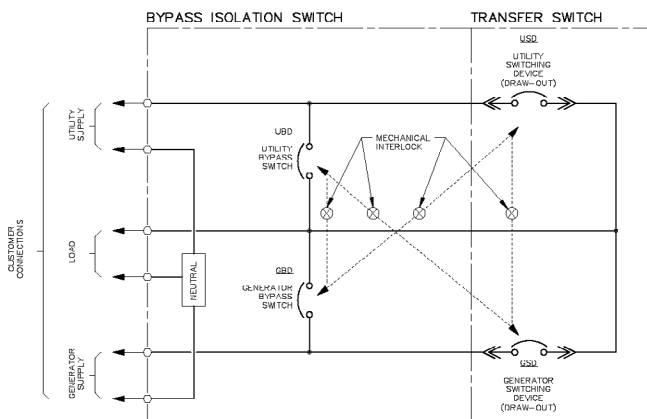 BYPASS ISOLATION SWITCH
TRANSFER SWITCH
USD
UTILITY
SWITCHING
DEVICE
(DRAW-OUT)
UBD
UTILITY
BYPASS
SWITCH
MECHANICAL
INTERLOCK
CUSTOMER
CONNECTIONS
UTILITY
SUPPLY
LOAD
NEUTRAL
GBD
GENERATOR
BYPASS
SWITCH
GENERATOR
SUPPLY
GSD
GENERATOR
SWITCHING
DEVICE
(DRAW-OUT)